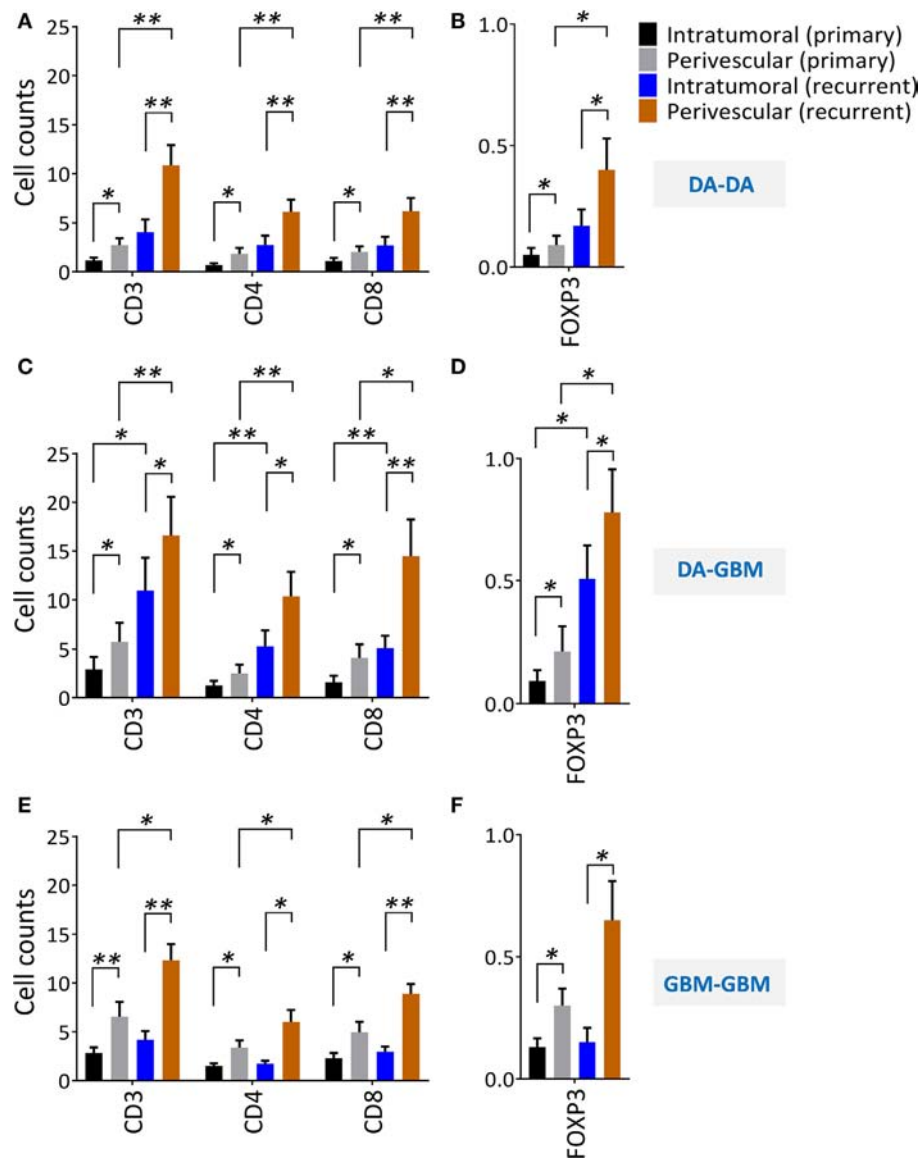 A
B
** ** **
*
Intratumoral (primary)
Perivescular (primary)
Intratumoral (recurrent)
Perivescular (recurrent)
25
20
15
10
5
0
Cell counts
** ** **
* * *
CD3
CD4
CD8
1.0
0.5
0.0
*
*
FOXP3
DA-DA
C
D
** ** *
* ** **
* * **
* * *
25
20
15
10
5
0
Cell counts
CD3
CD4
CD8
*
* *
*
1.0
0.5
0.0
FOXP3
DA-GBM
E
F
* * *
** * **
** * *
25
20
15
10
5
0
Cell counts
CD3
CD4
CD8
*
*
1.0
0.5
0.0
FOXP3
GBM-GBM